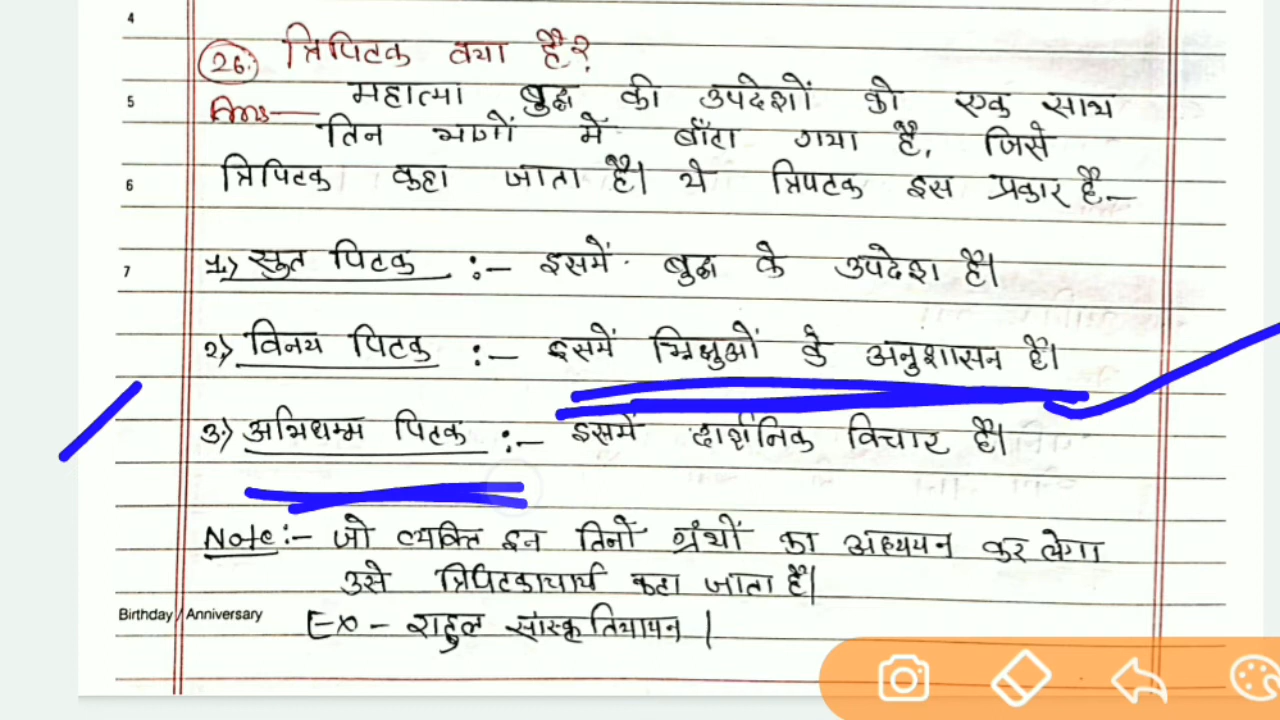 4
26. त्रिपिटक क्या है?
5
Ans— महात्मा बुद्ध की उपदेशों को एक साथ
तिन भागों में बाँटा गया है, जिसे
6
त्रिपिटक कहा जाता है। ये त्रिपटक इस प्रकार है—
7
1.) सुत पिटक :- इसमें बुद्ध के उपदेश है।
2) विनय पिटक :- इसमें भिक्षुओं के अनुशासन है।
3.) अभिधम्म पिटक :- इसमें दार्शनिक विचार है।
Note:- जो व्यक्ति इन तिनों ग्रंथों का अध्ययन कर लेगा
उसे त्रिपिटकाचार्य कहा जाता है।
Birthday / Anniversary
Ex - राहुल सांस्कृतियायन।